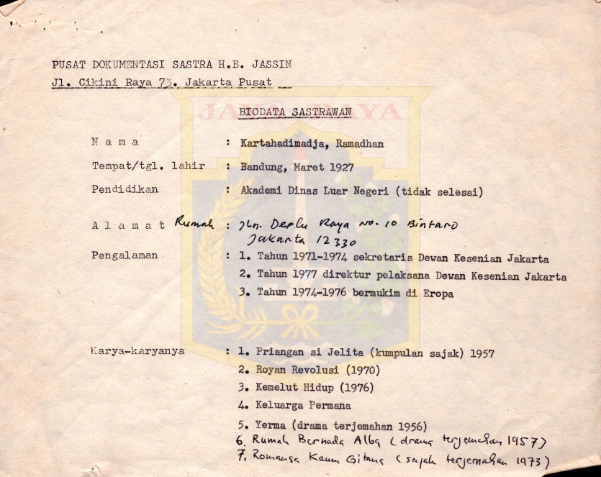 PUSAT DOKUMENTASI SASTRA H.B. JASSIN
Jl. Cikini Raya 73. Jakarta Pusat
JAYA RAYA
BIODATA SASTRAWAN
N a m a : Kartahadimadja, Ramadhan
Tempat/tgl. lahir : Bandung, Maret 1927
Pendidikan : Akademi Dinas Luar Negeri (tidak selesai)
A l a m a t Rumah : Jln. Deplu Raya no. 10 Bintaro
Jakarta 12330
Pengalaman : 1. Tahun 1971-1974 sekretaris Dewan Kesenian Jakarta
2. Tahun 1977 direktur pelaksana Dewan Kesenian Jakarta
3. Tahun 1974-1976 bermukim di Eropa
Karya-karyanya : 1. Priangan si Jelita (kumpulan sajak) 1957
2. Royan Revolusi (1970)
3. Kemelut Hidup (1976)
4. Keluarga Permana
5. Yerma (drama terjemahan 1956)
6. Rumah Bernada Alba (drama terjemahan 1957)
7. Romansa Kaum Gitana (sajak terjemahan 1973)